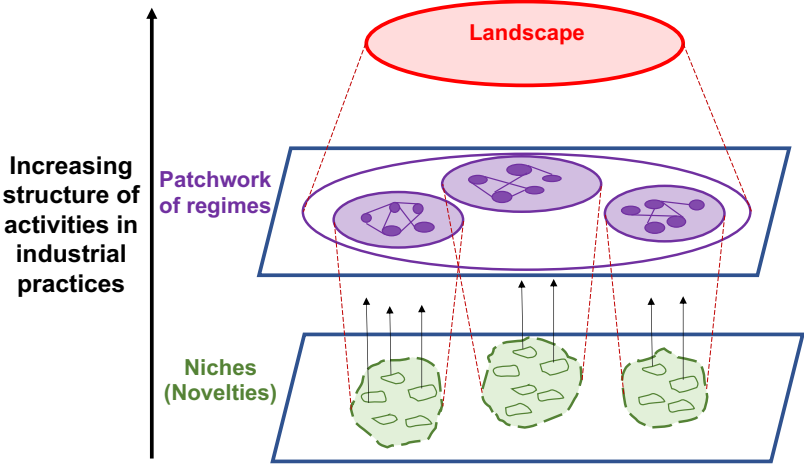 Landscape
Increasing
structure of
activities in
industrial
practices
Patchwork
of regimes
Niches
(Novelties)